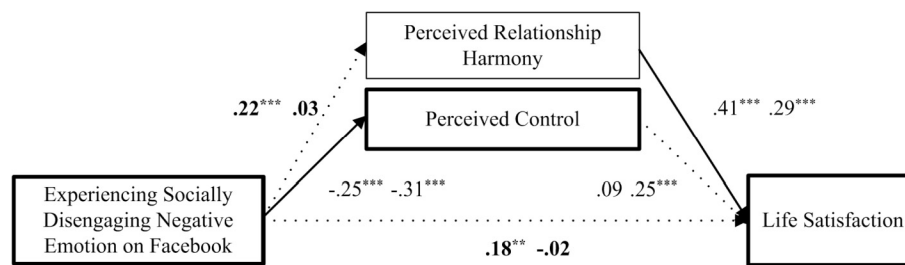 Perceived Relationship
Harmony
.22*** .03
.41*** .29***
Perceived Control
-.25*** -.31***
.09 .25***
Experiencing Socially
Disengaging Negative
Emotion on Facebook
Life Satisfaction
.18** -.02